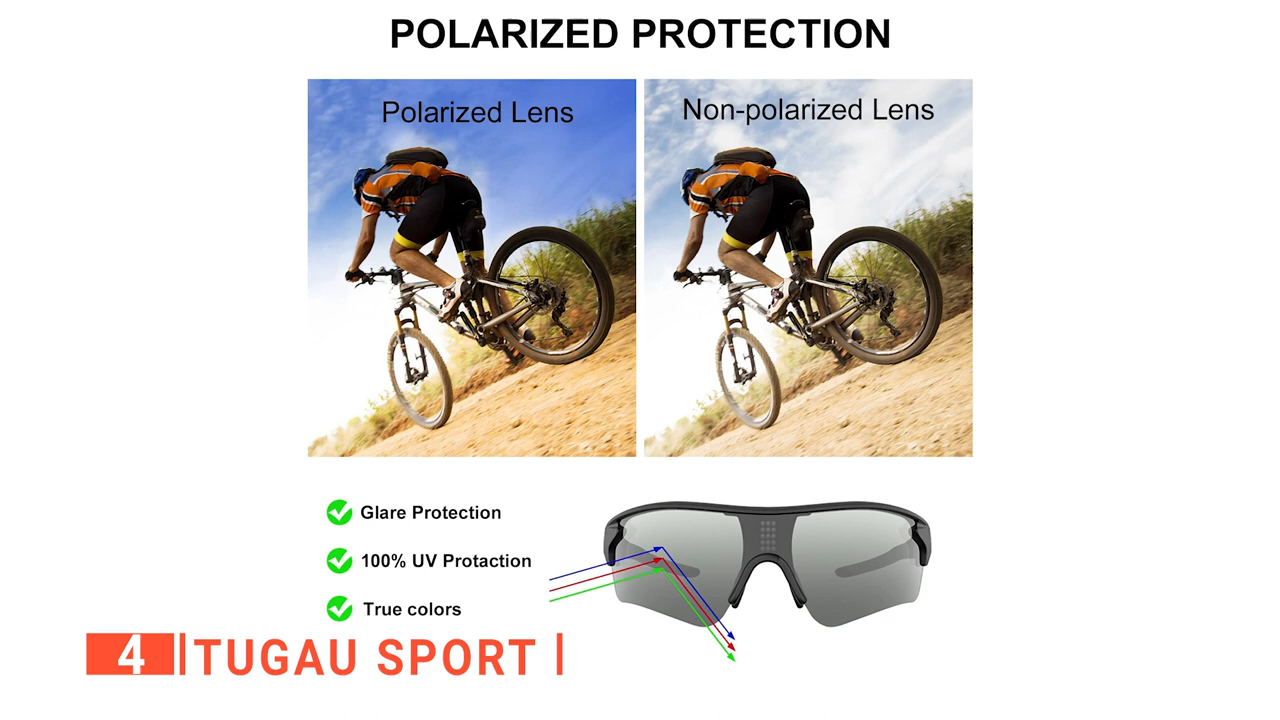 POLARIZED PROTECTION
Polarized Lens
Non-polarized Lens
Glare Protection
100% UV Protaction
True colors
4 TUGAU SPORT